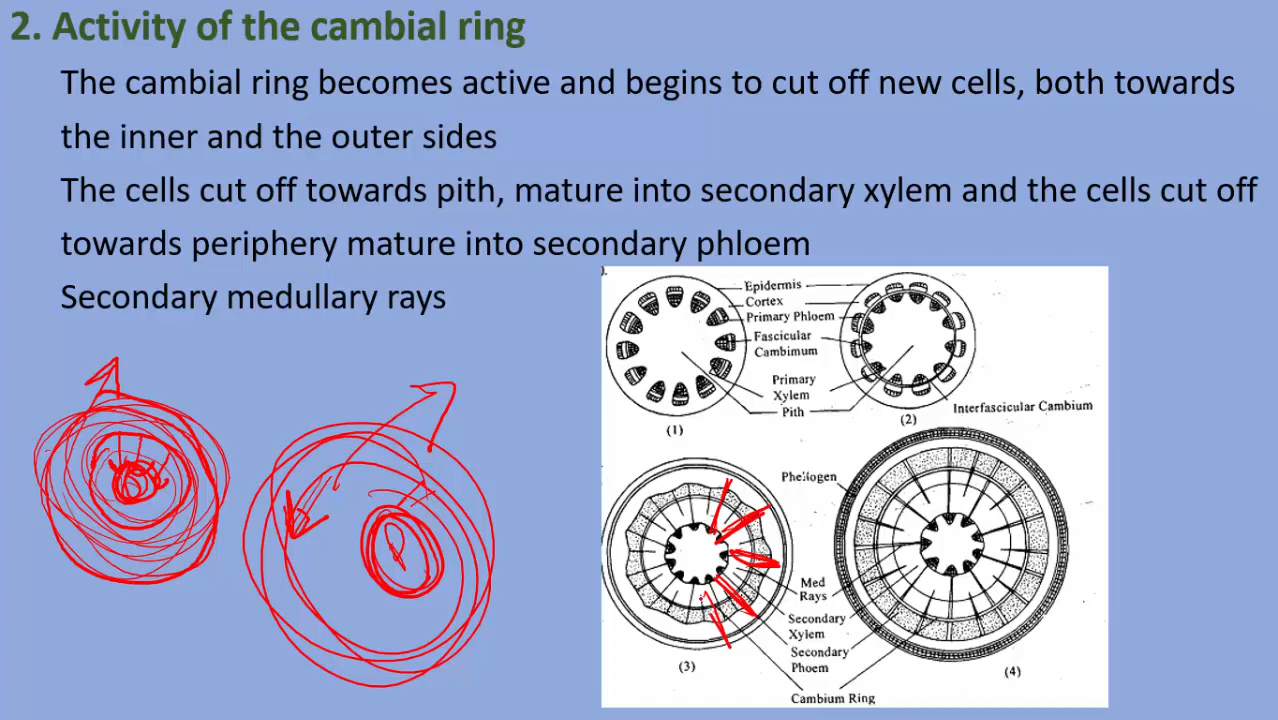 2. Activity of the cambial ring
The cambial ring becomes active and begins to cut off new cells, both towards
the inner and the outer sides
The cells cut off towards pith, mature into secondary xylem and the cells cut off
towards periphery mature into secondary phloem
Secondary medullary rays
Epidermis
Cortex
Primary Phloem
Fascicular
Cambimum
Primary
Xylem
Pith
Interfascicular Cambium
(1)
(2)
Phellogen
Med
Rays
Secondary
Xylem
Secondary
Phoem
Cambium Ring
(3)
(4)